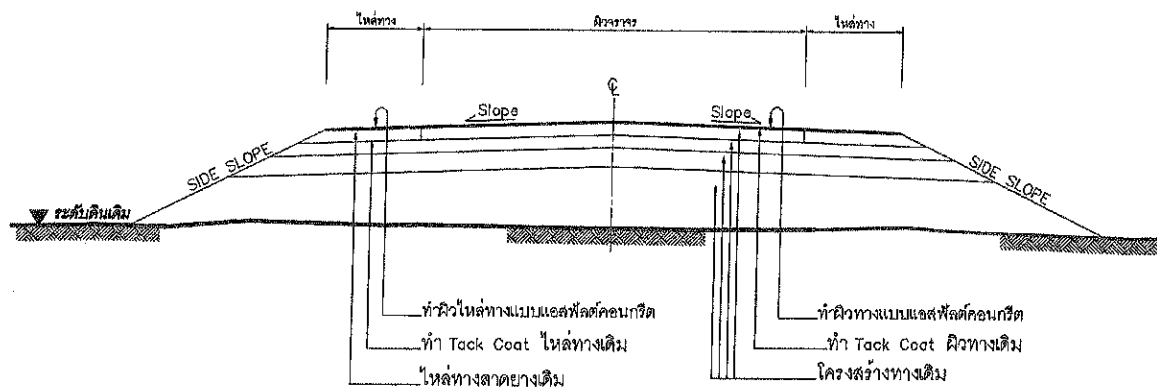 ไหล่ทาง
ผิวจราจร
ไหล่ทาง
℄
Slope
Slope
SIDE SLOPE
SIDE SLOPE
ระดับดินเดิม
ทำผิวไหล่ทางแบบแอสฟัลต์คอนกรีต
ทำผิวทางแบบแอสฟัลต์คอนกรีต
ทำ Tack Coat ไหล่ทางเดิม
ทำ Tack Coat ผิวทางเดิม
ไหล่ทางลาดยางเดิม
โครงสร้างทางเดิม